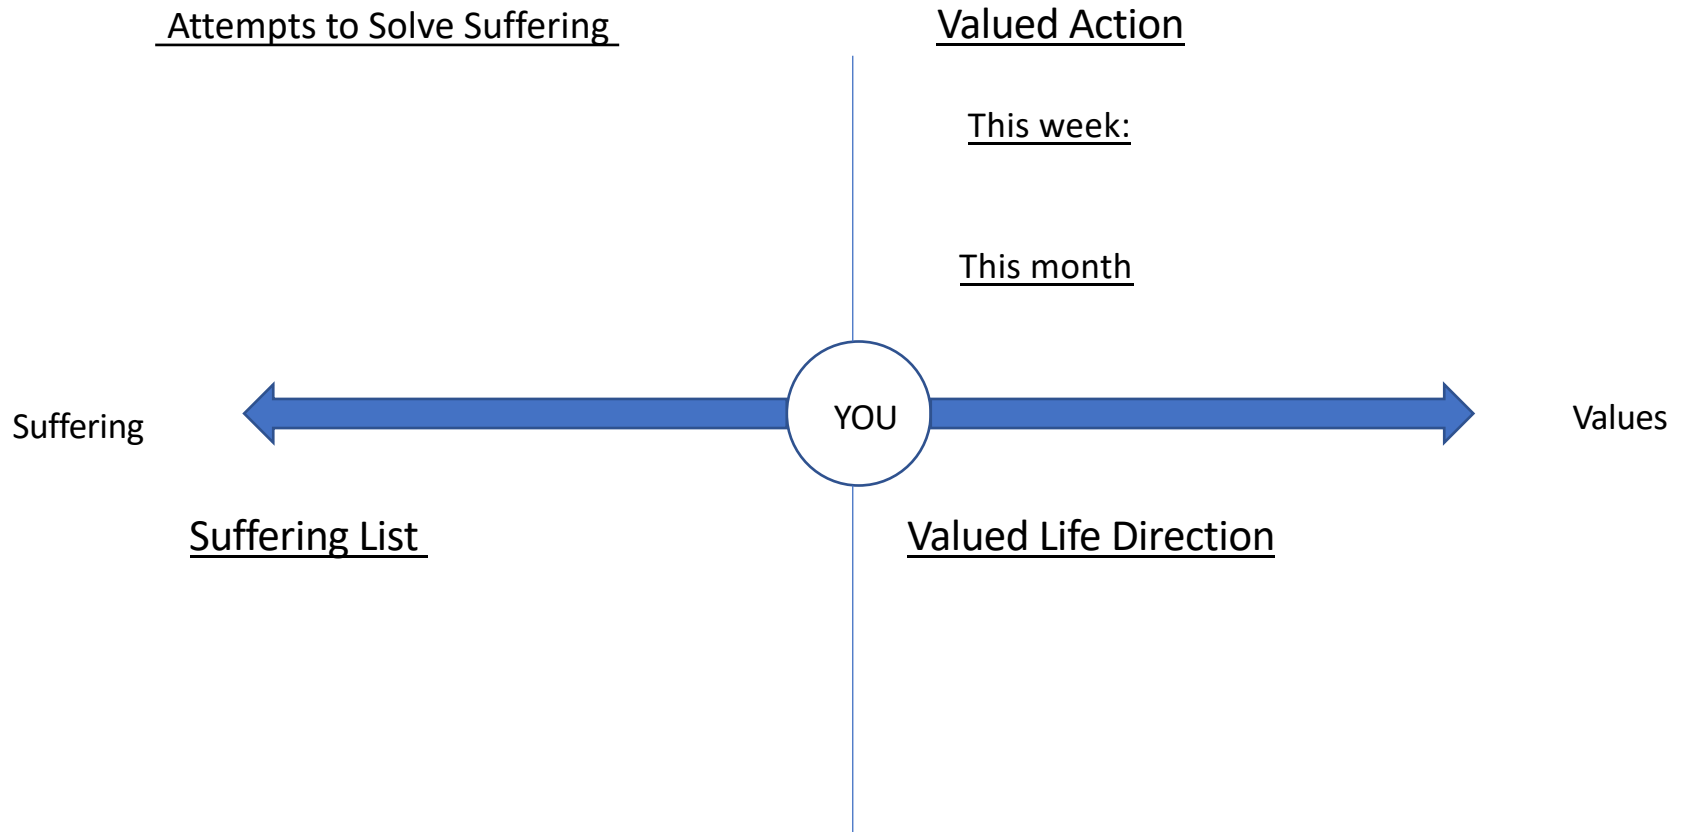 Attempts to Solve Suffering
Valued Action
This week:
This month
Suffering
YOU
Values
Suffering List
Valued Life Direction